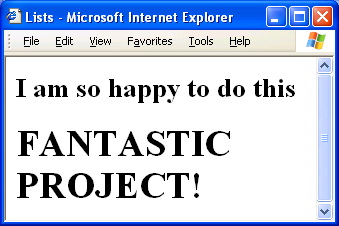 Lists - Microsoft Internet Explorer
File Edit View Favorites Tools Help
I am so happy to do this
FANTASTIC
PROJECT!